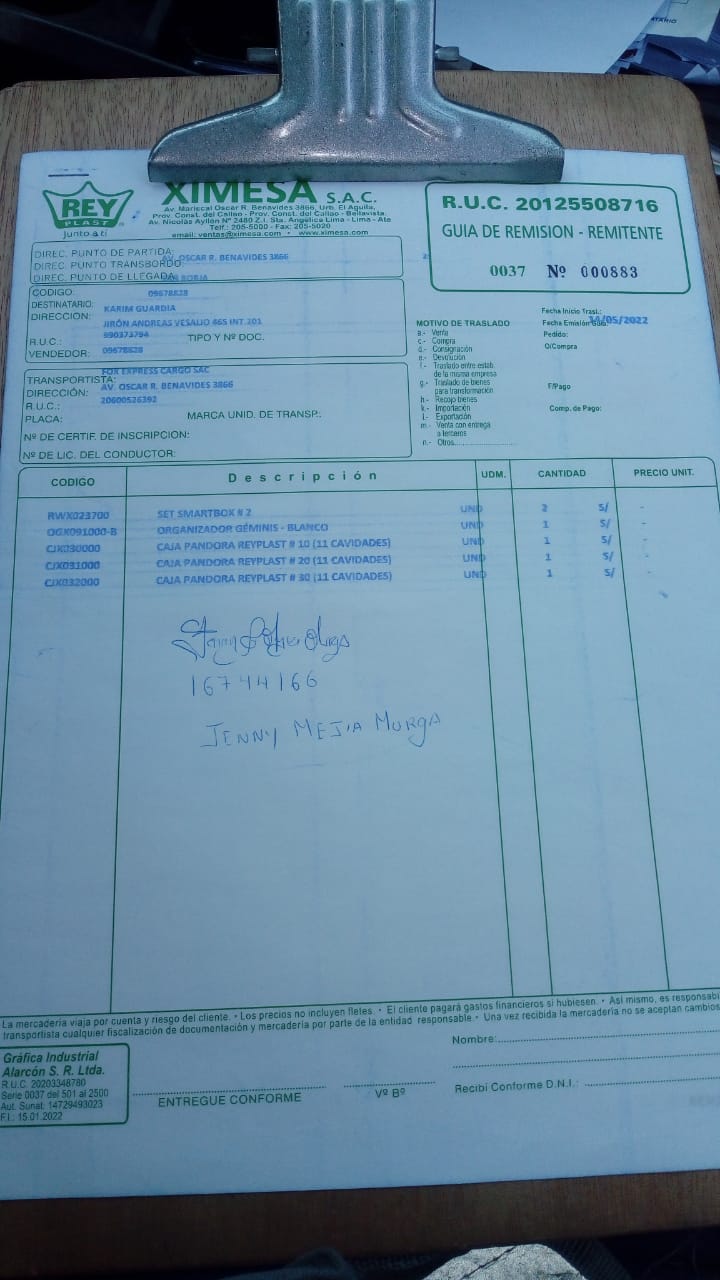 REY
PLAST
Junto a tí
XIMESA S.A.C.
Av. Mariscal Oscar R. Benavides 3866, Urb. El Aguila,
Prov. Const. del Callao - Prov. Const. del Callao - Bellavista.
Av. Nicolás Ayllón Nº 2480 Z.I. Sta. Angélica Lima - Lima - Ate
Telf.: 205-5000 - Fax: 205-5020
email: ventas@ximesa.com • www.ximesa.com
R.U.C. 20125508716
GUIA DE REMISION - REMITENTE
0037 Nº 000883
DIREC. PUNTO DE PARTIDA: AV. OSCAR R. BENAVIDES 3866
DIREC. PUNTO TRANSBORDO:
DIREC. PUNTO DE LLEGADA: SAN BORJA
CODIGO: 09678828
DESTINATARIO: KARIM GUARDIA
DIRECCION: JIRÓN ANDREAS VESALIO 465 INT.201
990373794
R.U.C.: TIPO Y Nº DOC.
VENDEDOR: 09678828
MOTIVO DE TRASLADO
a.- Venta
c.- Compra
d.- Consignación
e.- Devolución
f.- Traslado entre estab.
de la misma empresa
g.- Traslado de bienes
para transformación
h.- Recojo bienes
k.- Importación
l.- Exportación
m.- Venta con entrega
a terceros
n.- Otros
Fecha Inicio Trasl.:
Fecha Emisión 14/05/2022
Pedido:
O/Compra
F/Pago
Comp. de Pago:
TRANSPORTISTA: FOX EXPRESS CARGO SAC
DIRECCIÓN: AV. OSCAR R. BENAVIDES 3866
R.U.C.: 20600526392
PLACA: MARCA UNID. DE TRANSP.:
Nº DE CERTIF. DE INSCRIPCION:
Nº DE LIC. DEL CONDUCTOR:
CODIGO Descripción UDM. CANTIDAD PRECIO UNIT.
RWX023700 SET SMARTBOX # 2 UND 2 S/ -
OGX091000-B ORGANIZADOR GÉMINIS - BLANCO UND 1 S/ -
CJX030000 CAJA PANDORA REYPLAST # 10 (11 CAVIDADES) UND 1 S/ -
CJX031000 CAJA PANDORA REYPLAST # 20 (11 CAVIDADES) UND 1 S/ -
CJX032000 CAJA PANDORA REYPLAST # 30 (11 CAVIDADES) UND 1 S/ -
16744166
JENNY MEJIA MURGA
La mercadería viaja por cuenta y riesgo del cliente. • Los precios no incluyen fletes. • El cliente pagará gastos financieros si hubiesen. • Así mismo, es responsab
transportista cualquier fiscalización de documentación y mercadería por parte de la entidad responsable. • Una vez recibida la mercadería no se aceptan cambios
Gráfica Industrial
Alarcón S. R. Ltda.
R.U.C. 20203348780
Serie 0037 del 501 al 2500
Aut. Sunat: 14729493023
F.I.: 15.01.2022
ENTREGUE CONFORME
Vº Bº
Nombre:
Recibí Conforme D.N.I.: